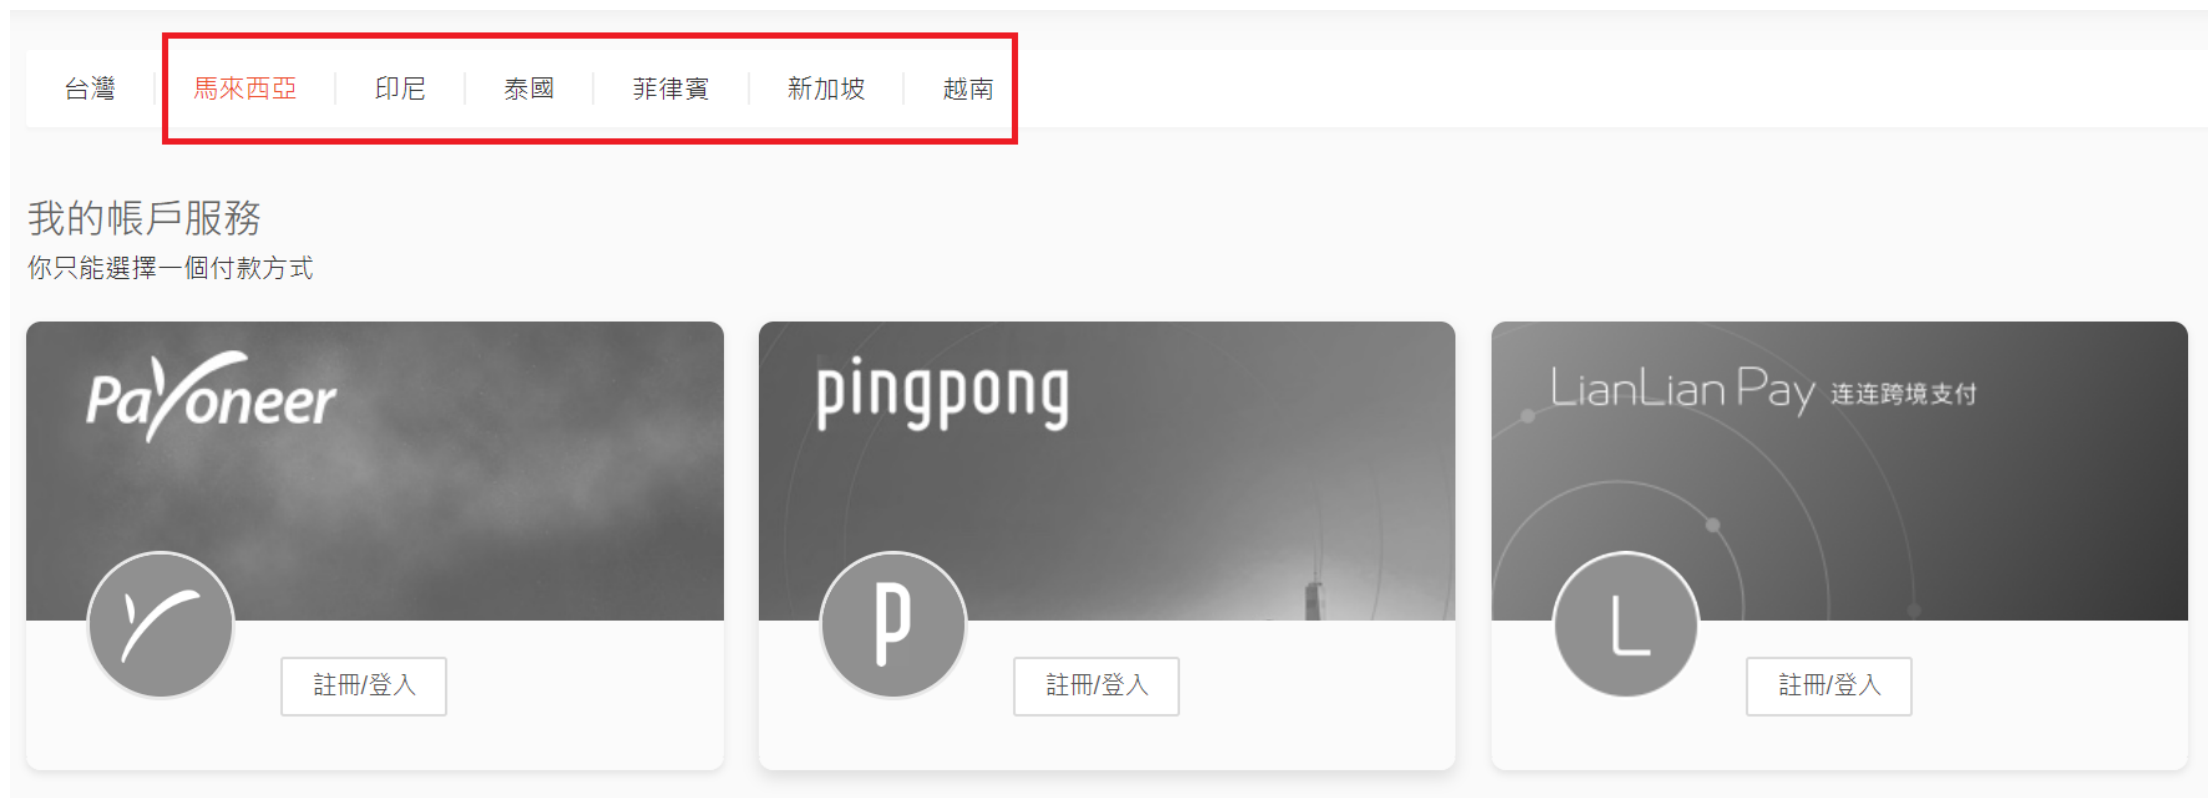 台灣 馬來西亞 印尼 泰國 菲律賓 新加坡 越南
我的帳戶服務
你只能選擇一個付款方式
Payoneer
註冊/登入
pingpong
P
註冊/登入
LianLian Pay 连连跨境支付
L
註冊/登入